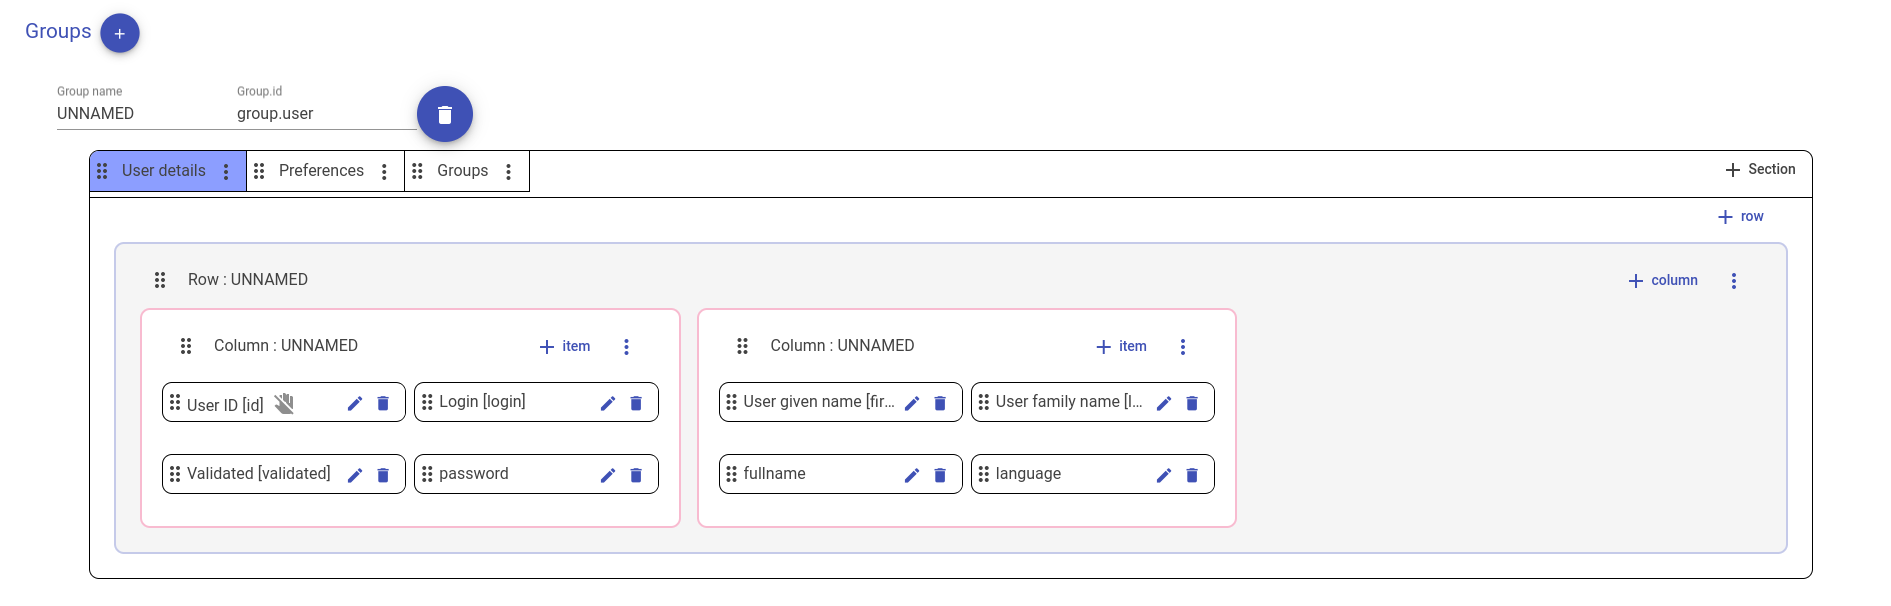 Groups +
Group name Group.id
UNNAMED group.user
User details Preferences Groups + Section
+ row
Row : UNNAMED + column
Column : UNNAMED + item Column : UNNAMED + item
User ID [id] Login [login] User given name [fir... User family name [l...
Validated [validated] password fullname language